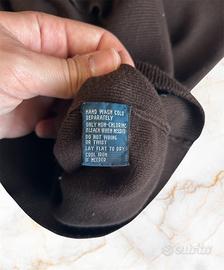 HAND WASH COLD
SEPARATELY
ONLY NON-CHLORINE
BLEACH WHEN NEEDED
DO NOT WRING
OR TWIST
LAY FLAT TO DRY
COOL IRON
IF NEEDED
subito